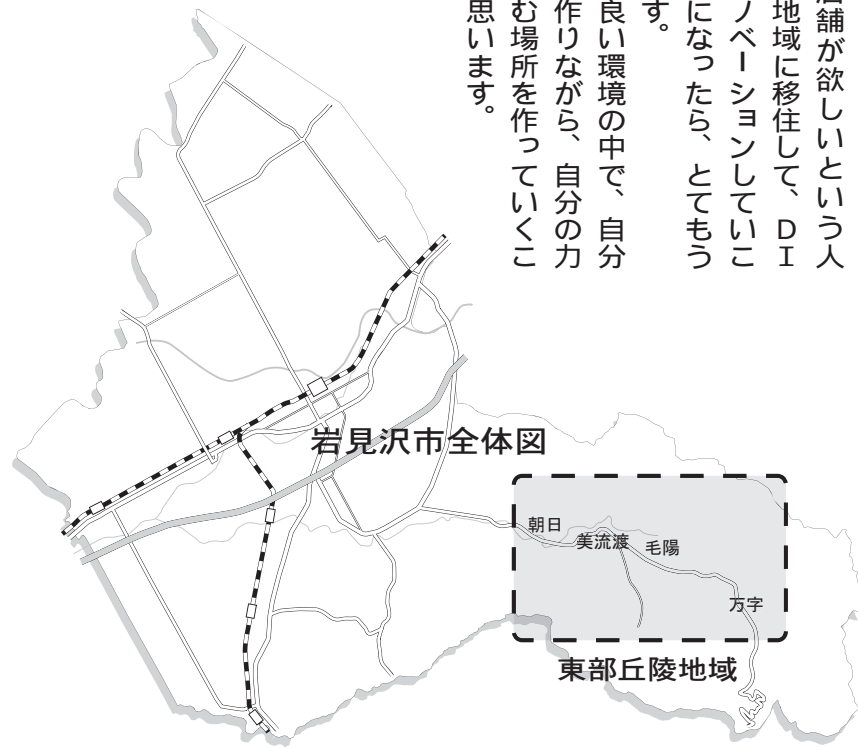 店舗が欲しいという人
地域に移住して、ＤＩ
ノベーションしていこ
になったら、とてもう
す。
良い環境の中で、自分
作りながら、自分の力
む場所を作っていくこ
思います。
岩見沢市全体図
朝日
美流渡
毛陽
万字
東部丘陵地域